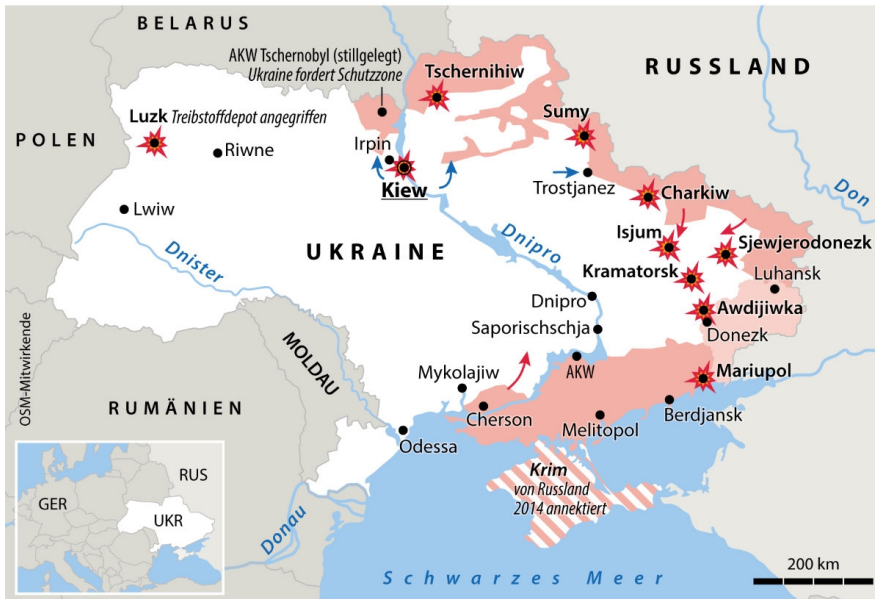 BELARUS
AKW Tschernobyl (stillgelegt)
Ukraine fordert Schutzzone
Tschernihiw
RUSSLAND
Luzk Treibstoffdepot angegriffen
Sumy
POLEN
Riwne
Irpin
Kiew
Trostjanez
Charkiw
Don
Lwiw
Isjum
Sjewjerodonezk
UKRAINE
Dnipro
Dnister
Kramatorsk
Luhansk
Dnipro
Awdijiwka
Saporischschja
Donezk
MOLDAU
Mykolajiw
AKW
Mariupol
OSM-Mitwirkende
RUMÄNIEN
Cherson
Melitopol
Berdjansk
Odessa
Krim
von Russland
2014 annektiert
RUS
GER
UKR
Donau
200 km
Schwarzes Meer